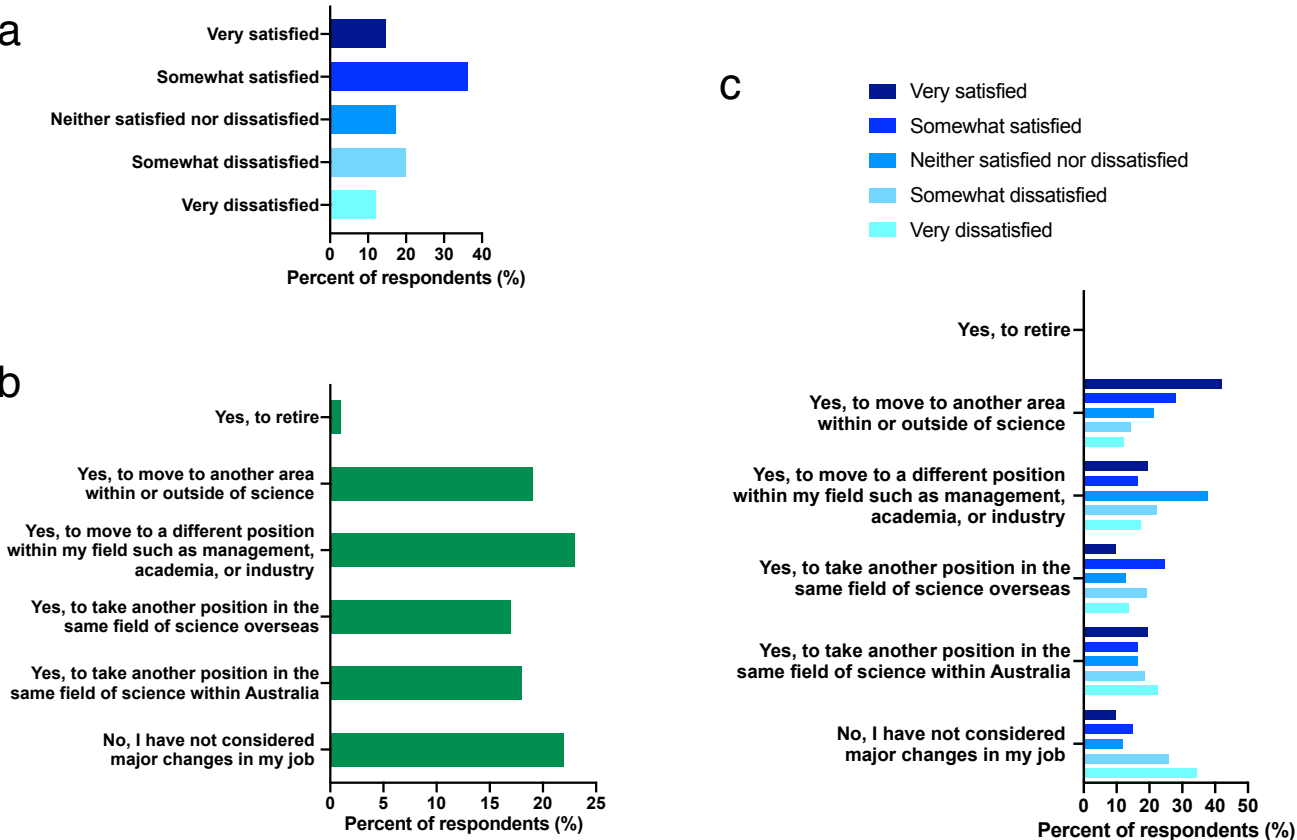 a
Very satisfied
Somewhat satisfied
Neither satisfied nor dissatisfied
Somewhat dissatisfied
Very dissatisfied
0 10 20 30 40
Percent of respondents (%)
b
Yes, to retire
Yes, to move to another area
within or outside of science
Yes, to move to a different position
within my field such as management,
academia, or industry
Yes, to take another position in the
same field of science overseas
Yes, to take another position in the
same field of science within Australia
No, I have not considered
major changes in my job
0 5 10 15 20 25
Percent of respondents (%)
c
Very satisfied
Somewhat satisfied
Neither satisfied nor dissatisfied
Somewhat dissatisfied
Very dissatisfied
Yes, to retire
Yes, to move to another area
within or outside of science
Yes, to move to a different position
within my field such as management,
academia, or industry
Yes, to take another position in the
same field of science overseas
Yes, to take another position in the
same field of science within Australia
No, I have not considered
major changes in my job
0 10 20 30 40 50
Percent of respondents (%)